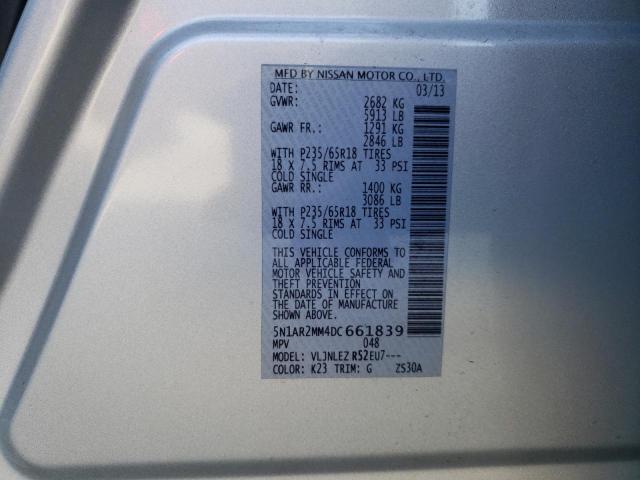 MFD BY NISSAN MOTOR CO., LTD.
DATE: 03/13
GVWR: 2682 KG
5913 LB
GAWR FR.: 1291 KG
2846 LB
WITH P235/65R18 TIRES
18 X 7.5 RIMS AT 33 PSI
COLD SINGLE
GAWR RR.: 1400 KG
3086 LB
WITH P235/65R18 TIRES
18 X 7.5 RIMS AT 33 PSI
COLD SINGLE
THIS VEHICLE CONFORMS TO
ALL APPLICABLE FEDERAL
MOTOR VEHICLE SAFETY AND
THEFT PREVENTION
STANDARDS IN EFFECT ON
THE DATE OF MANUFACTURE
SHOWN ABOVE.
5N1AR2MM4DC661839
MPV 048
MODEL: VLJNLEZ RS2EU7---
COLOR: K23 TRIM: G ZS30A